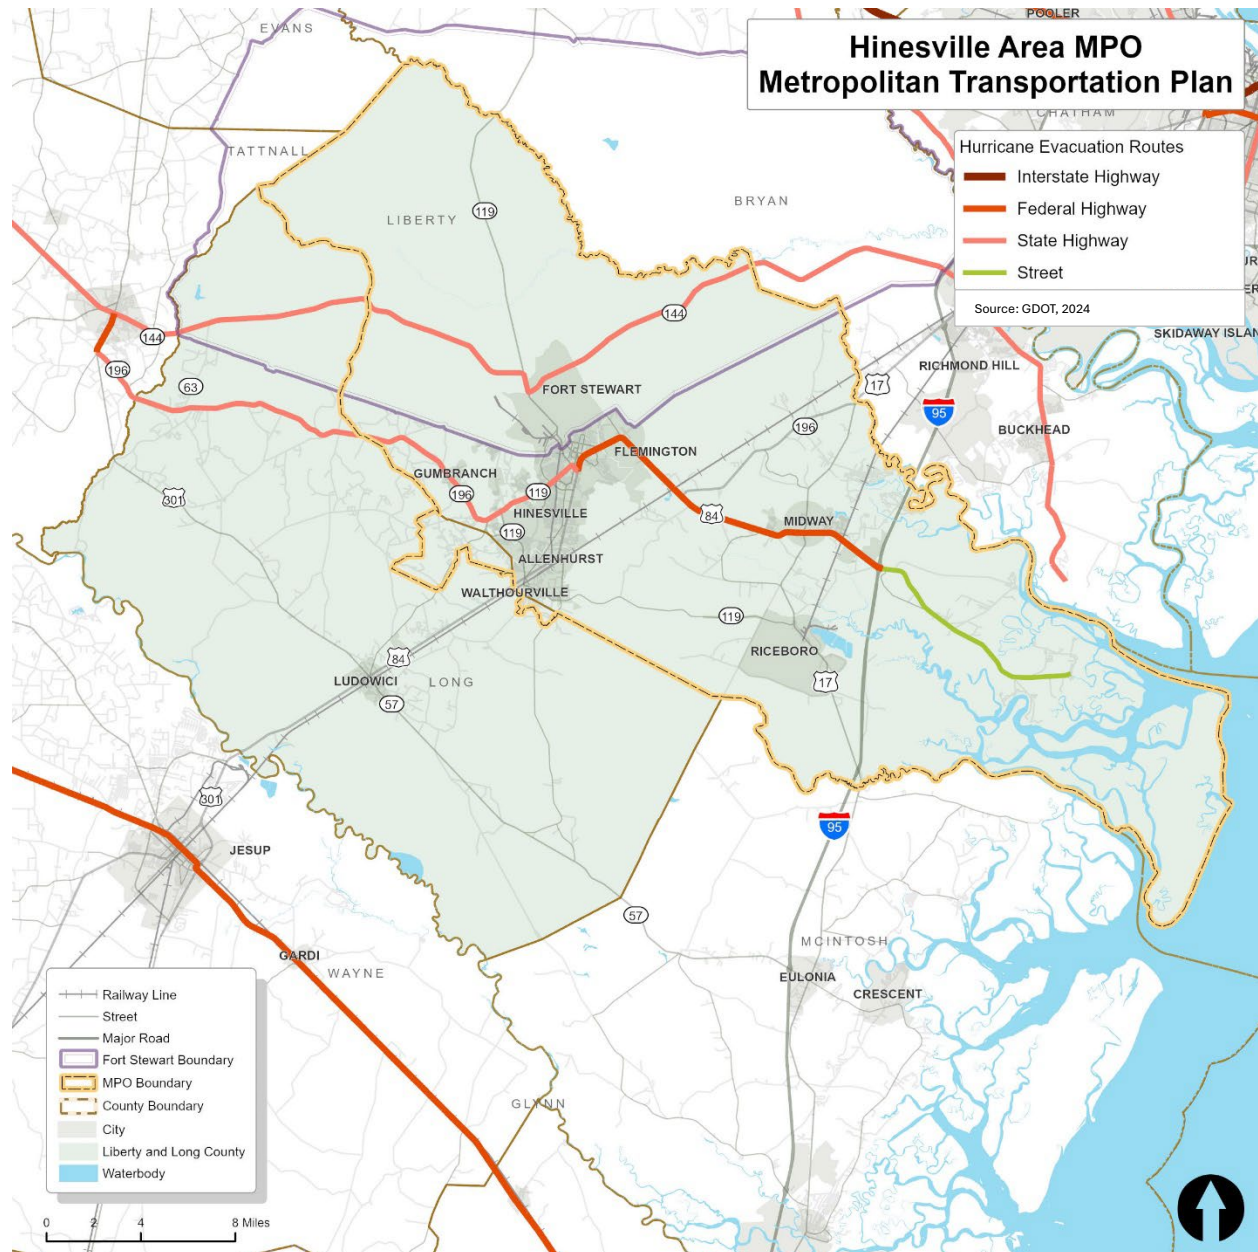 EVANS
POOLER
Hinesville Area MPO
Metropolitan Transportation Plan
CHATHAM
Hurricane Evacuation Routes
Interstate Highway
Federal Highway
State Highway
Street
Source: GDOT, 2024
TATTNALL
LIBERTY
119
BRYAN
SKIDAWAY ISLAN
144
144
196
63
RICHMOND HILL
17
FORT STEWART
95
BUCKHEAD
196
FLEMINGTON
GUMBRANCH
301
196
119
HINESVILLE
84
MIDWAY
119
ALLENHURST
WALTHOURVILLE
119
RICEBORO
84
LUDOWICI
LONG
17
57
301
95
JESUP
57
MCINTOSH
GARDI
WAYNE
EULONIA
CRESCENT
GLYNN
Railway Line
Street
Major Road
Fort Stewart Boundary
MPO Boundary
County Boundary
City
Liberty and Long County
Waterbody
0 2 4 8 Miles